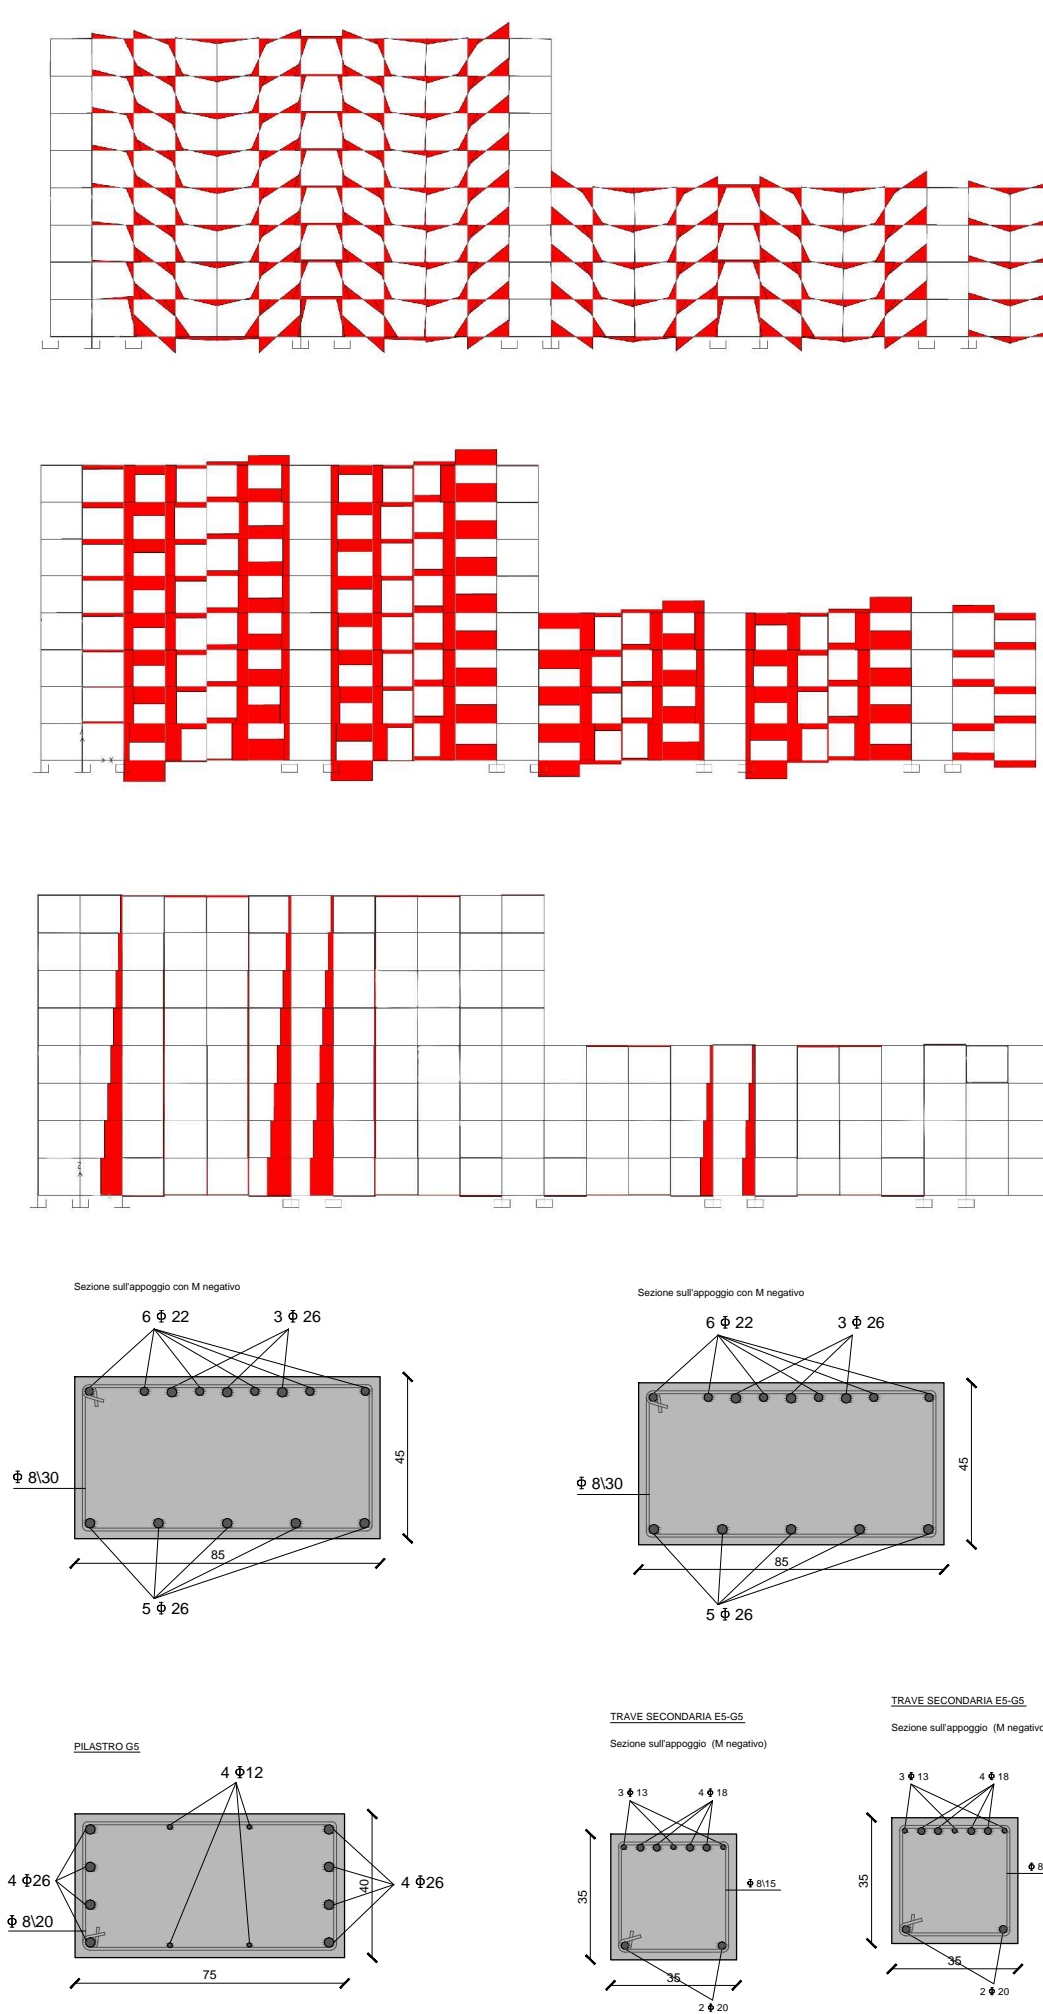 Z
Sezione sull'appoggio con M negativo
6 Φ 22
3 Φ 26
45
Φ 8\30
85
5 Φ 26
Sezione sull'appoggio con M negativo
6 Φ 22
3 Φ 26
45
Φ 8\30
85
5 Φ 26
PILASTRO G5
4 Φ12
4 Φ26
4 Φ26
40
Φ 8\20
75
TRAVE SECONDARIA E5-G5
Sezione sull'appoggio (M negativo)
3 Φ 13
4 Φ 18
35
Φ 8\15
35
2 Φ 20
TRAVE SECONDARIA E5-G5
Sezione sull'appoggio (M negativo
3 Φ 13
4 Φ 18
35
Φ 8
35
2 Φ 20